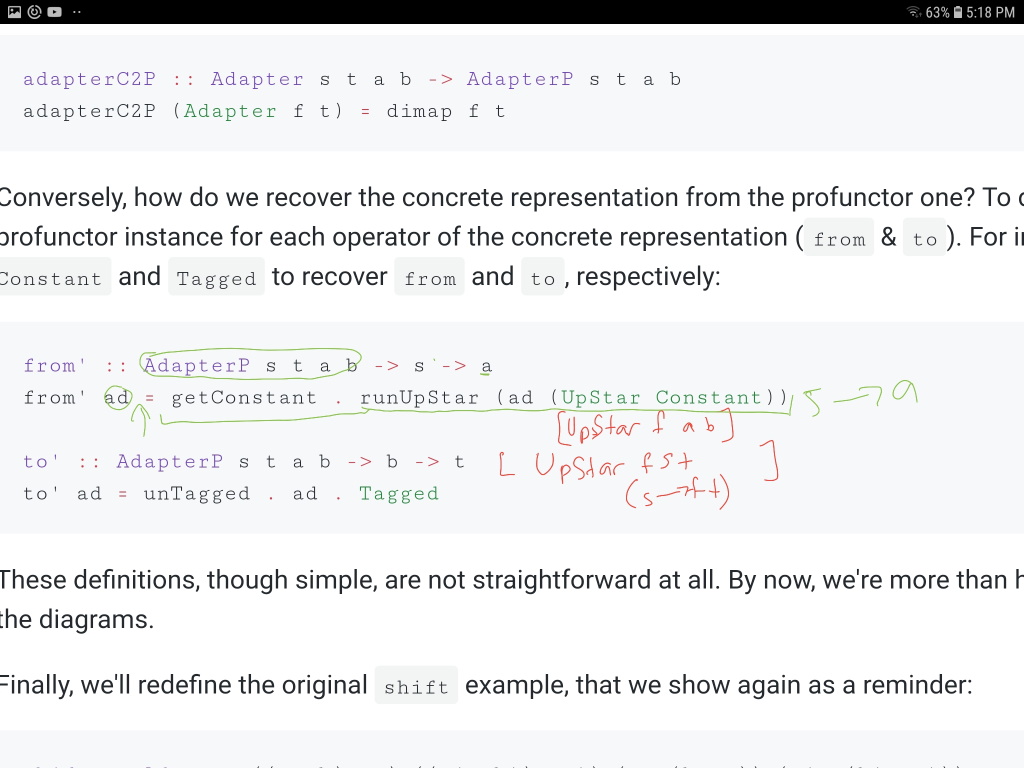 63% 5:18 PM
adapterC2P :: Adapter s t a b -> AdapterP s t a b
adapterC2P (Adapter f t) = dimap f t
Conversely, how do we recover the concrete representation from the profunctor one? To
profunctor instance for each operator of the concrete representation ( from & to ). For
Constant and Tagged to recover from and to , respectively:
from' :: AdapterP s t a b -> s -> a
from' ad = getConstant . runUpStar (ad (UpStar Constant)) s → a
[UpStar f a b]
to' :: AdapterP s t a b -> b -> t [ UpStar f s t ]
to' ad = unTagged . ad . Tagged (s → f t)
These definitions, though simple, are not straightforward at all. By now, we're more than
the diagrams.
Finally, we'll redefine the original shift example, that we show again as a reminder: